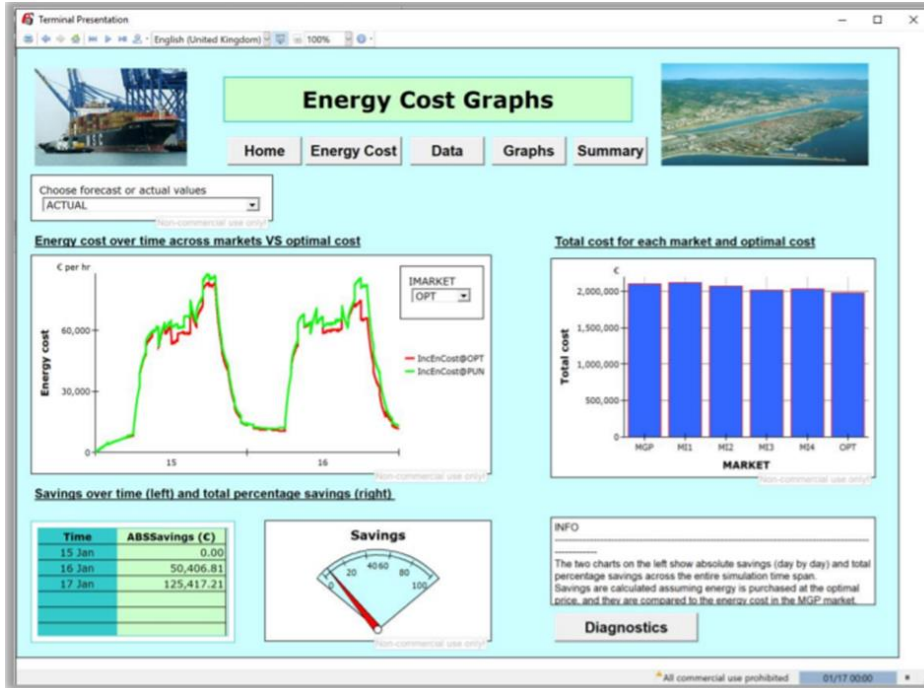 Terminal Presentation
English (United Kingdom)
100%
Energy Cost Graphs
Home
Energy Cost
Data
Graphs
Summary
Choose forecast or actual values
ACTUAL
Non-commercial use only!
Energy cost over time across markets VS optimal cost
€ per hr
60,000
30,000
0
Energy cost
15
16
IMARKET
OPT
IncEnCost@OPT
IncEnCost@PUN
Non-commercial use only!
Total cost for each market and optimal cost
€
2,000,000
1,500,000
1,000,000
500,000
0
Total cost
MGP MI1 MI2 MI3 MI4 OPT
MARKET
Non-commercial use only!
Savings over time (left) and total percentage savings (right)
Time ABSSavings (€)
15 Jan 0.00
16 Jan 50,406.81
17 Jan 125,417.21
Savings
0 20 40 60 80 100
Non-commercial use only!
INFO
The two charts on the left show absolute savings (day by day) and total
percentage savings across the entire simulation time span.
Savings are calculated assuming energy is purchased at the optimal
price, and they are compared to the energy cost in the MGP market.
Diagnostics
All commercial use prohibited
01/17 00:00